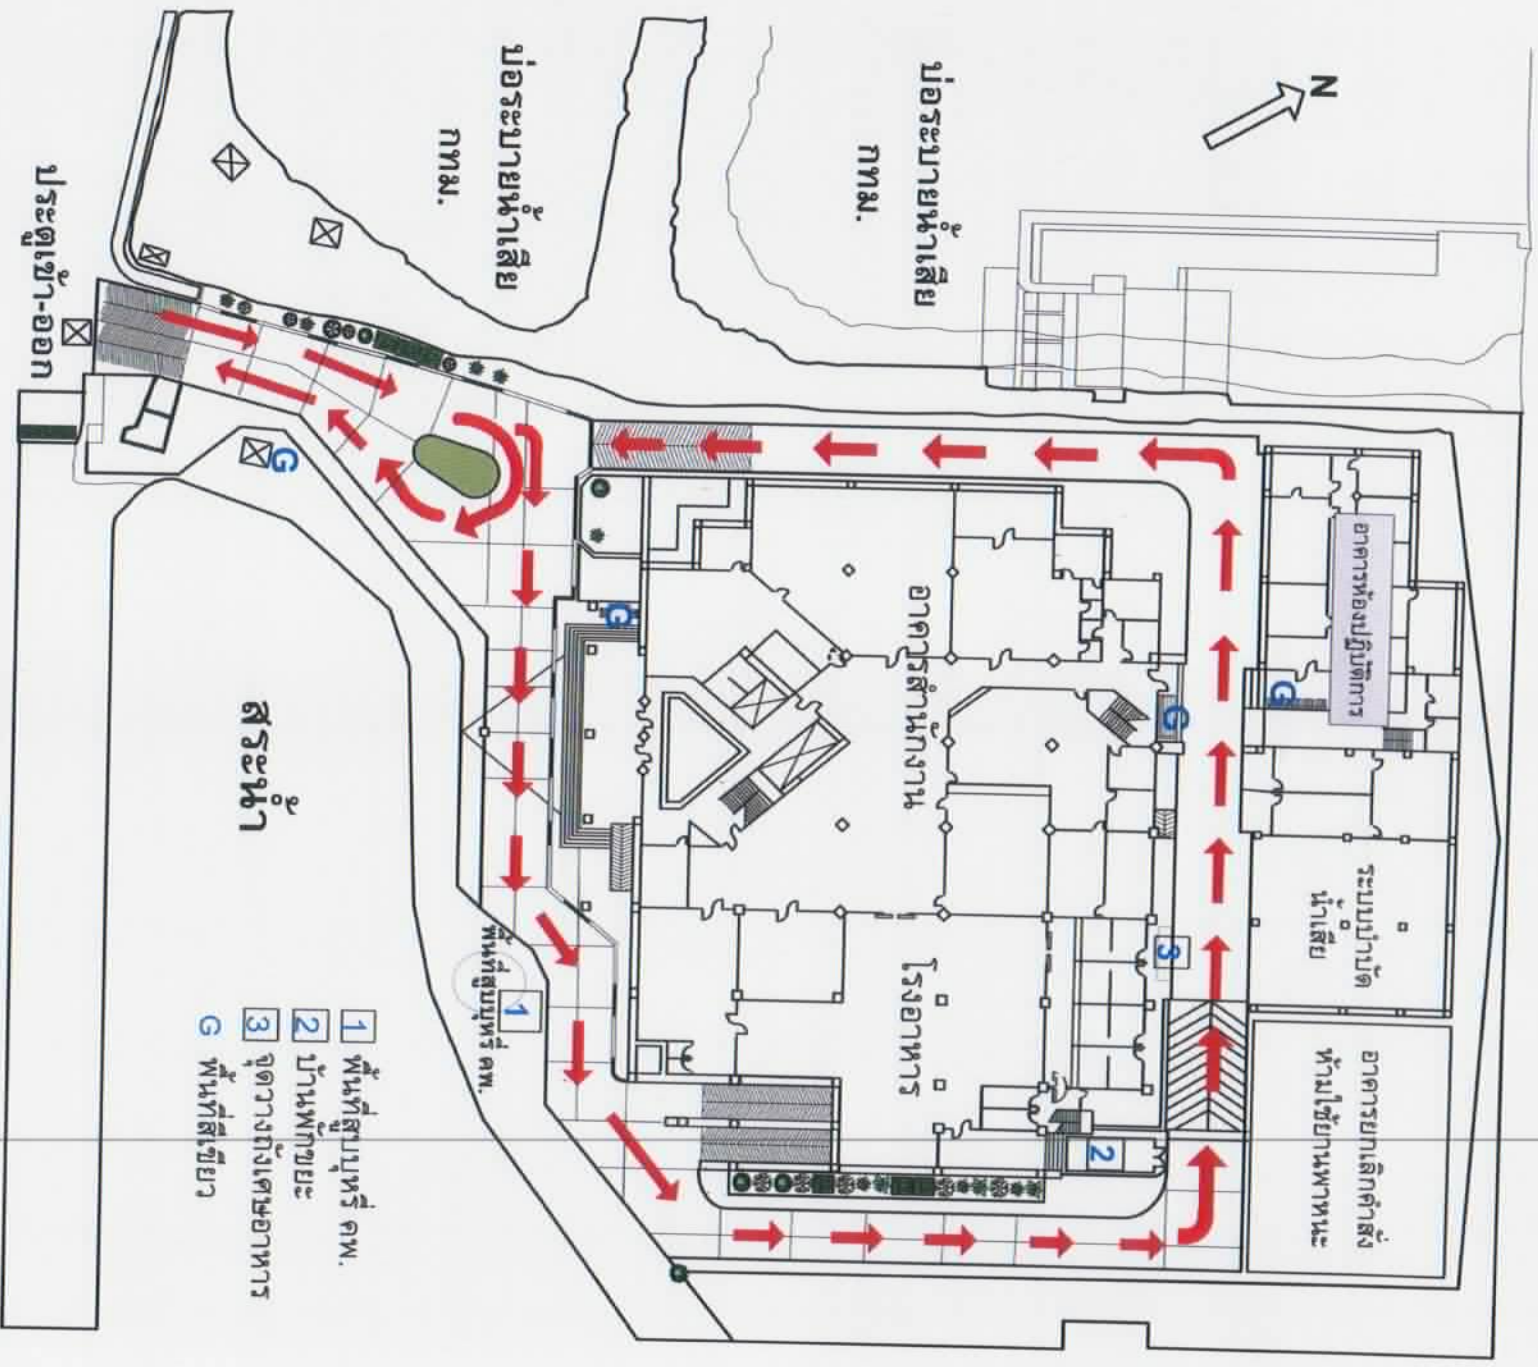 N
บ่อระบายน้ำเสีย
กทม.
บ่อระบายน้ำเสีย
กทม.
ประตูเข้า-ออก
G
G
G
G
อาคารห้องปฏิบัติการ
อาคารสำนักงาน
โรงอาหาร
ระบบบำบัด
น้ำเสีย
อาคารยกเลิกคำสั่ง
ห้ามใช้ยานพาหนะ
3
2
พื้นที่สูบบุหรี่ คพ.
1
สระน้ำ
1 พื้นที่สูบบุหรี่ คพ.
2 บ้านพักขยะ
3 จุดวางถังเศษอาหาร
G พื้นที่สีเขียว